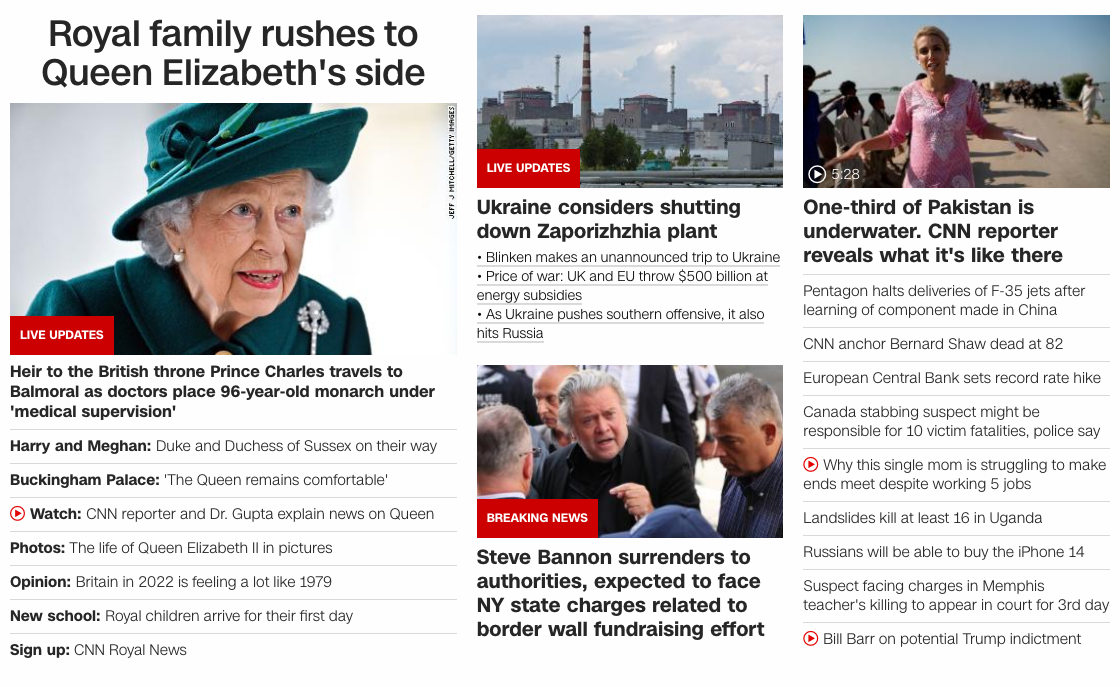 Royal family rushes to
Queen Elizabeth's side
JEFF J MITCHELL/GETTY IMAGES
LIVE UPDATES
Heir to the British throne Prince Charles travels to
Balmoral as doctors place 96-year-old monarch under
'medical supervision'
Harry and Meghan: Duke and Duchess of Sussex on their way
Buckingham Palace: 'The Queen remains comfortable'
Watch: CNN reporter and Dr. Gupta explain news on Queen
Photos: The life of Queen Elizabeth II in pictures
Opinion: Britain in 2022 is feeling a lot like 1979
New school: Royal children arrive for their first day
Sign up: CNN Royal News
LIVE UPDATES
Ukraine considers shutting
down Zaporizhzhia plant
• Blinken makes an unannounced trip to Ukraine
• Price of war: UK and EU throw $500 billion at
energy subsidies
• As Ukraine pushes southern offensive, it also
hits Russia
BREAKING NEWS
Steve Bannon surrenders to
authorities, expected to face
NY state charges related to
border wall fundraising effort
5:28
One-third of Pakistan is
underwater. CNN reporter
reveals what it's like there
Pentagon halts deliveries of F-35 jets after
learning of component made in China
CNN anchor Bernard Shaw dead at 82
European Central Bank sets record rate hike
Canada stabbing suspect might be
responsible for 10 victim fatalities, police say
Why this single mom is struggling to make
ends meet despite working 5 jobs
Landslides kill at least 16 in Uganda
Russians will be able to buy the iPhone 14
Suspect facing charges in Memphis
teacher's killing to appear in court for 3rd day
Bill Barr on potential Trump indictment